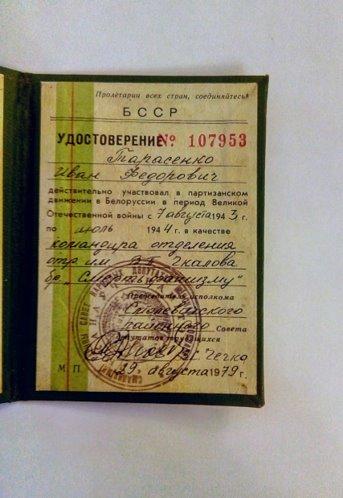 Пролетарии всех стран, соединяйтесь!
БССР
УДОСТОВЕРЕНИЕ № 107953
Тарасенко
Иван Федорович
действительно участвовал в партизанском
движении в Белоруссии в период Великой
Отечественной войны с 7 августа 1943 г.
по июль 1944 г. в качестве
командира отделения
отр. им. Чкалова
бр. „Смерть фашизму"
Председатель исполкома
Смолевичского
районного Совета
депутатов трудящихся
Чечко
М П 29 августа 1979 г.